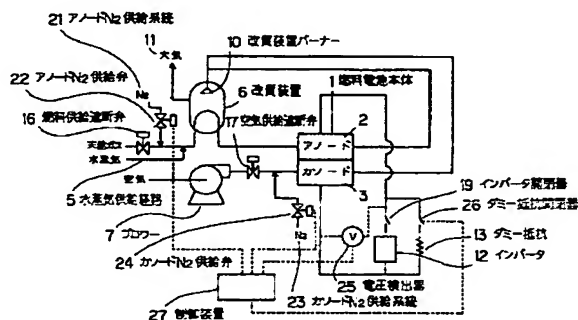 21 アノードN2供給系統
11
大気
10 改質装置バーナー
22 アノードN2供給弁
N2
1 燃料電池本体
6 改質装置
16 燃料供給遮断弁
17 空気供給遮断弁
2
天然ガス
アノード
水蒸気
カソード
空気
3
5 水蒸気供給経路
19 インバータ開閉器
26 ダミー抵抗開閉器
7 ブロワー
V
13 ダミー抵抗
24 カソードN2供給弁
N2
12 インバータ
25 電圧検出器
23 カソードN2供給系統
27 制御装置